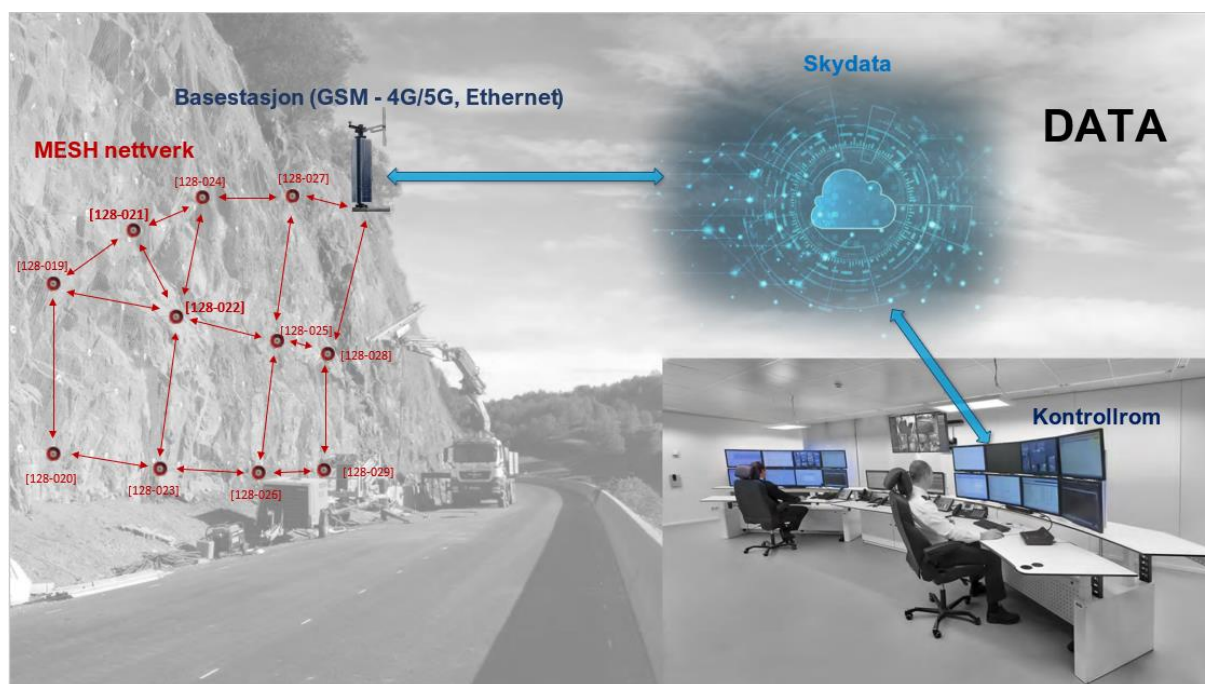 Skydata
DATA
Basestasjon (GSM - 4G/5G, Ethernet)
MESH nettverk
[128-024]
[128-027]
[128-021]
[128-019]
[128-022]
[128-025]
[128-028]
Kontrollrom
[128-020]
[128-023]
[128-026]
[128-029]